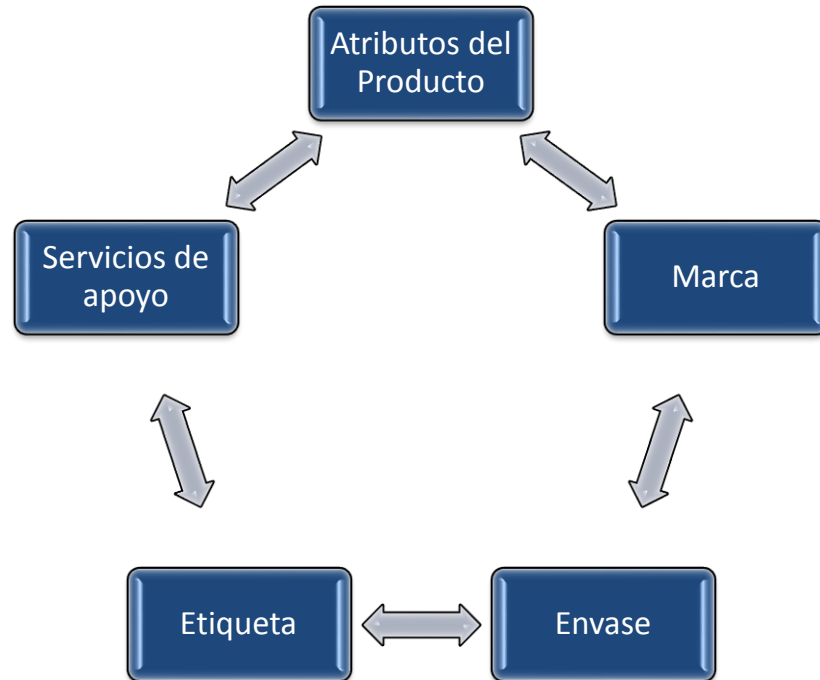 Atributos del
Producto
Servicios de
apoyo
Marca
Etiqueta
Envase